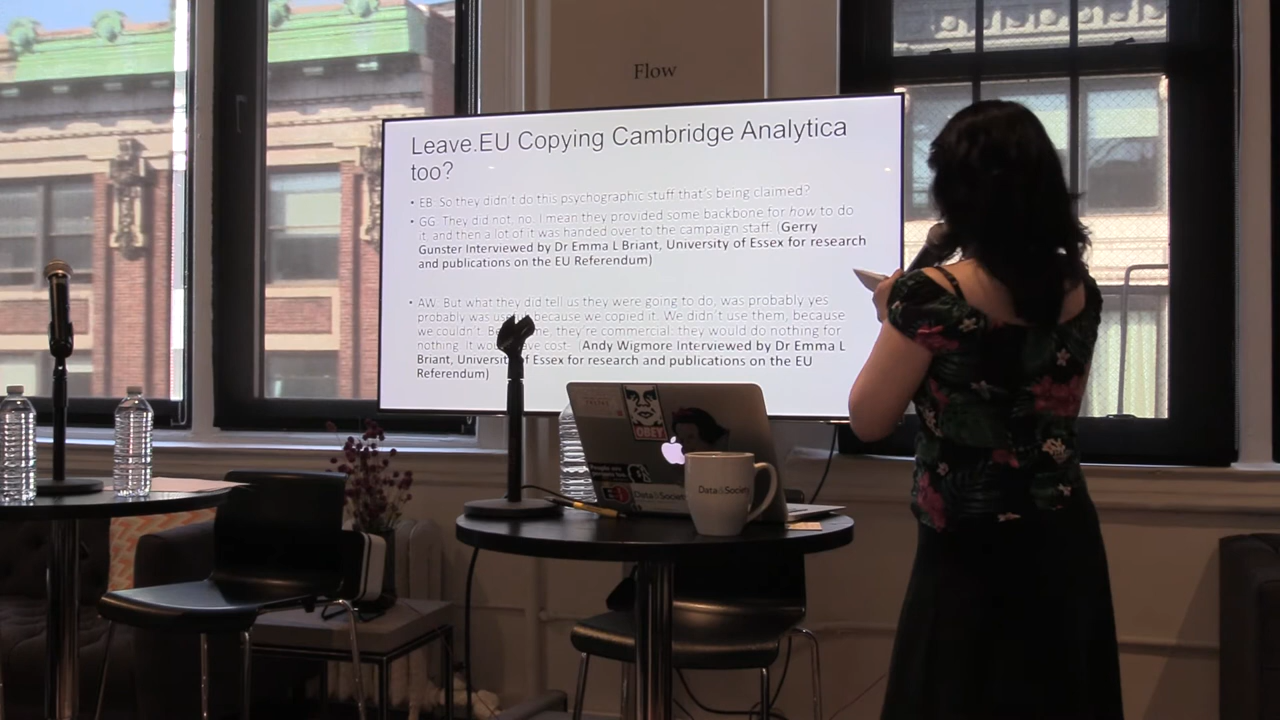 Flow
Leave.EU Copying Cambridge Analytica
too?
• EB: So they didn't do this psychographic stuff that's being claimed?
• GG: They did not, no. I mean they provided some backbone for how to do
it, and then a lot of it was handed over to the campaign staff. (Gerry
Gunster Interviewed by Dr Emma L Briant, University of Essex for research
and publications on the EU Referendum)
• AW: But what they did tell us they were going to do, was probably yes
probably was because we copied it. We didn't use them, because
we couldn't. they're commercial: they would do nothing for
nothing. It cost- (Andy Wigmore Interviewed by Dr Emma L
Briant, Essex for research and publications on the EU
Referendum)
OBEY
Data&Society
Data&Society